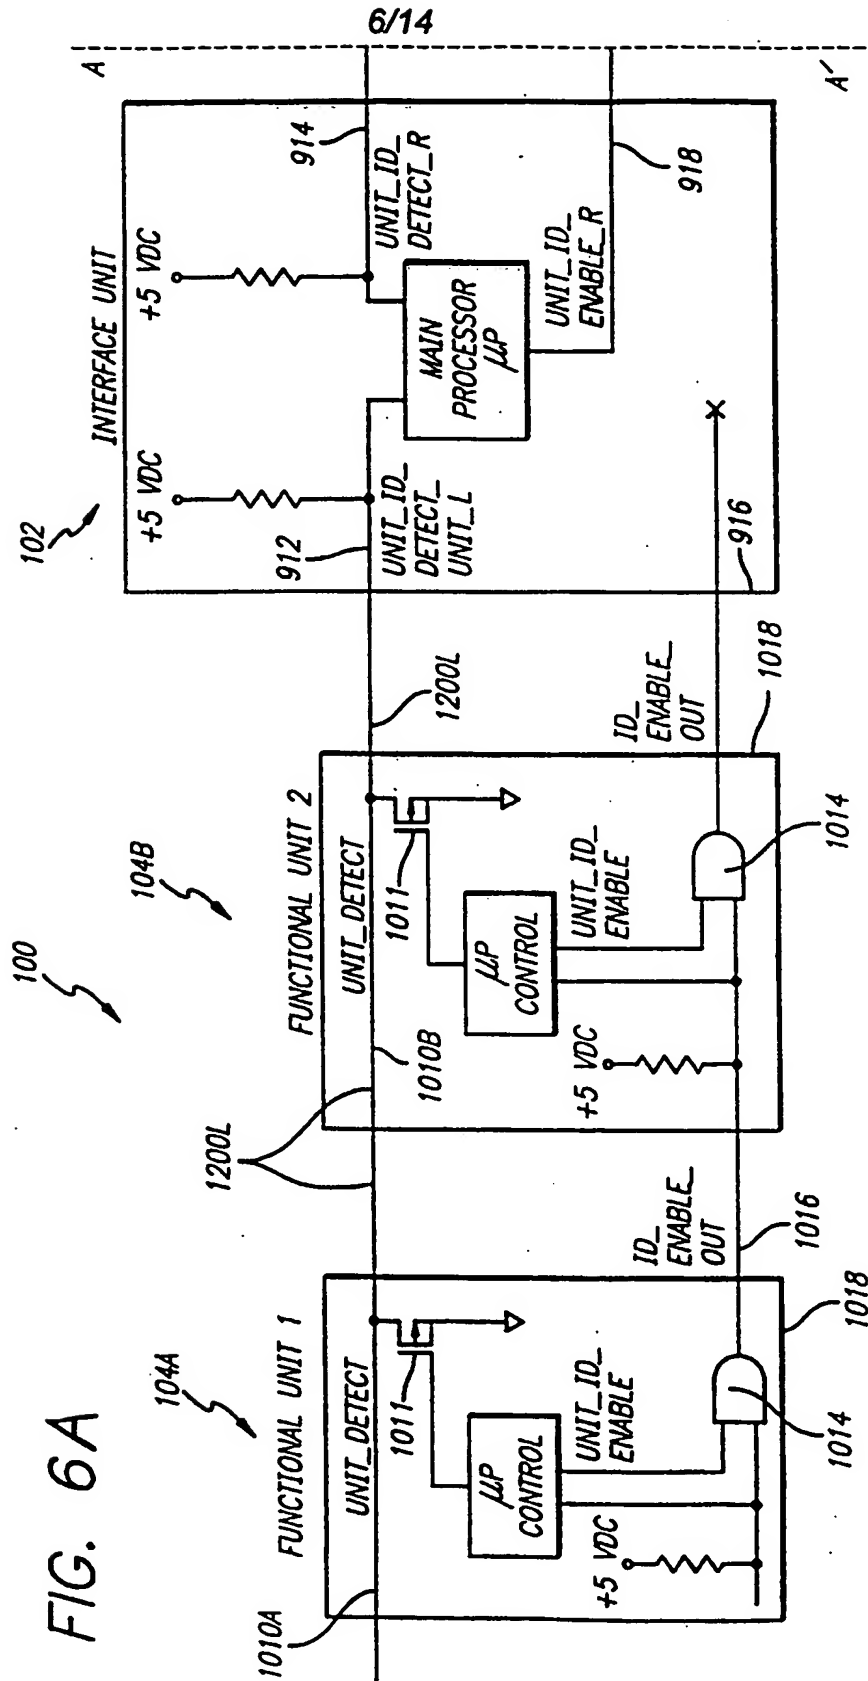 6/14
FIG. 6A
100
104A
FUNCTIONAL UNIT 1
1010A
UNIT_DETECT
1011
μP
CONTROL
UNIT_ID_
ENABLE
+5 VDC
1014
1018
ID_
ENABLE_
OUT
1016
1200L
104B
FUNCTIONAL UNIT 2
UNIT_DETECT
1010B
1011
μP
CONTROL
UNIT_ID_
ENABLE
+5 VDC
1014
1018
ID_
ENABLE_
OUT
1200L
102
INTERFACE UNIT
+5 VDC
+5 VDC
912
UNIT_ID_
DETECT_
UNIT_L
914
UNIT_ID_
DETECT_R
MAIN
PROCESSOR
μP
UNIT_ID_
ENABLE_R
916
918
A
A'